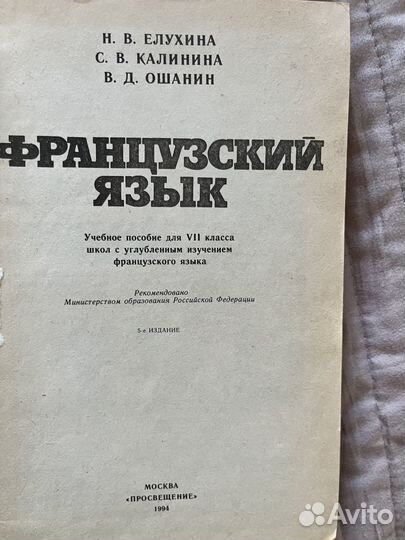 Н. В. ЕЛУХИНА
С. В. КАЛИНИНА
В. Д. ОШАНИН
ФРАНЦУЗСКИЙ
ЯЗЫК
Учебное пособие для VII класса
школ с углубленным изучением
французского языка
Рекомендовано
Министерством образования Российской Федерации
5-е ИЗДАНИЕ
МОСКВА
«ПРОСВЕЩЕНИЕ»
1994
Avito